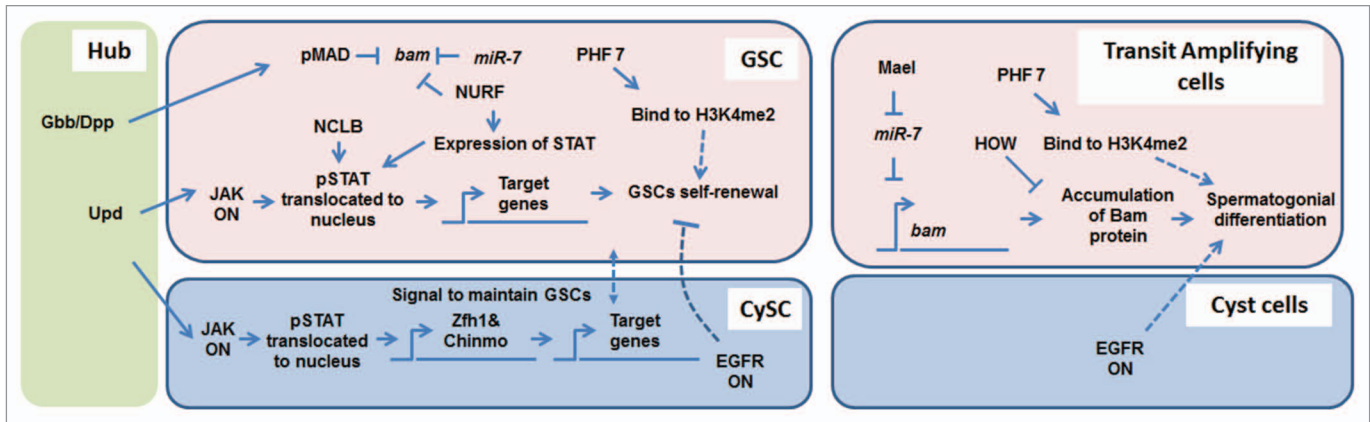 Hub
Gbb/Dpp
Upd
GSC
pMAD
bam
miR-7
PHF 7
NURF
Bind to H3K4me2
NCLB
Expression of STAT
JAK
ON
pSTAT
translocated to
nucleus
Target
genes
GSCs self-renewal
CySC
Signal to maintain GSCs
JAK
ON
pSTAT
translocated
to nucleus
Zfh1&
Chinmo
Target
genes
EGFR
ON
Transit Amplifying
cells
Mael
PHF 7
miR-7
HOW
Bind to H3K4me2
bam
Accumulation
of Bam
protein
Spermatogonial
differentiation
Cyst cells
EGFR
ON